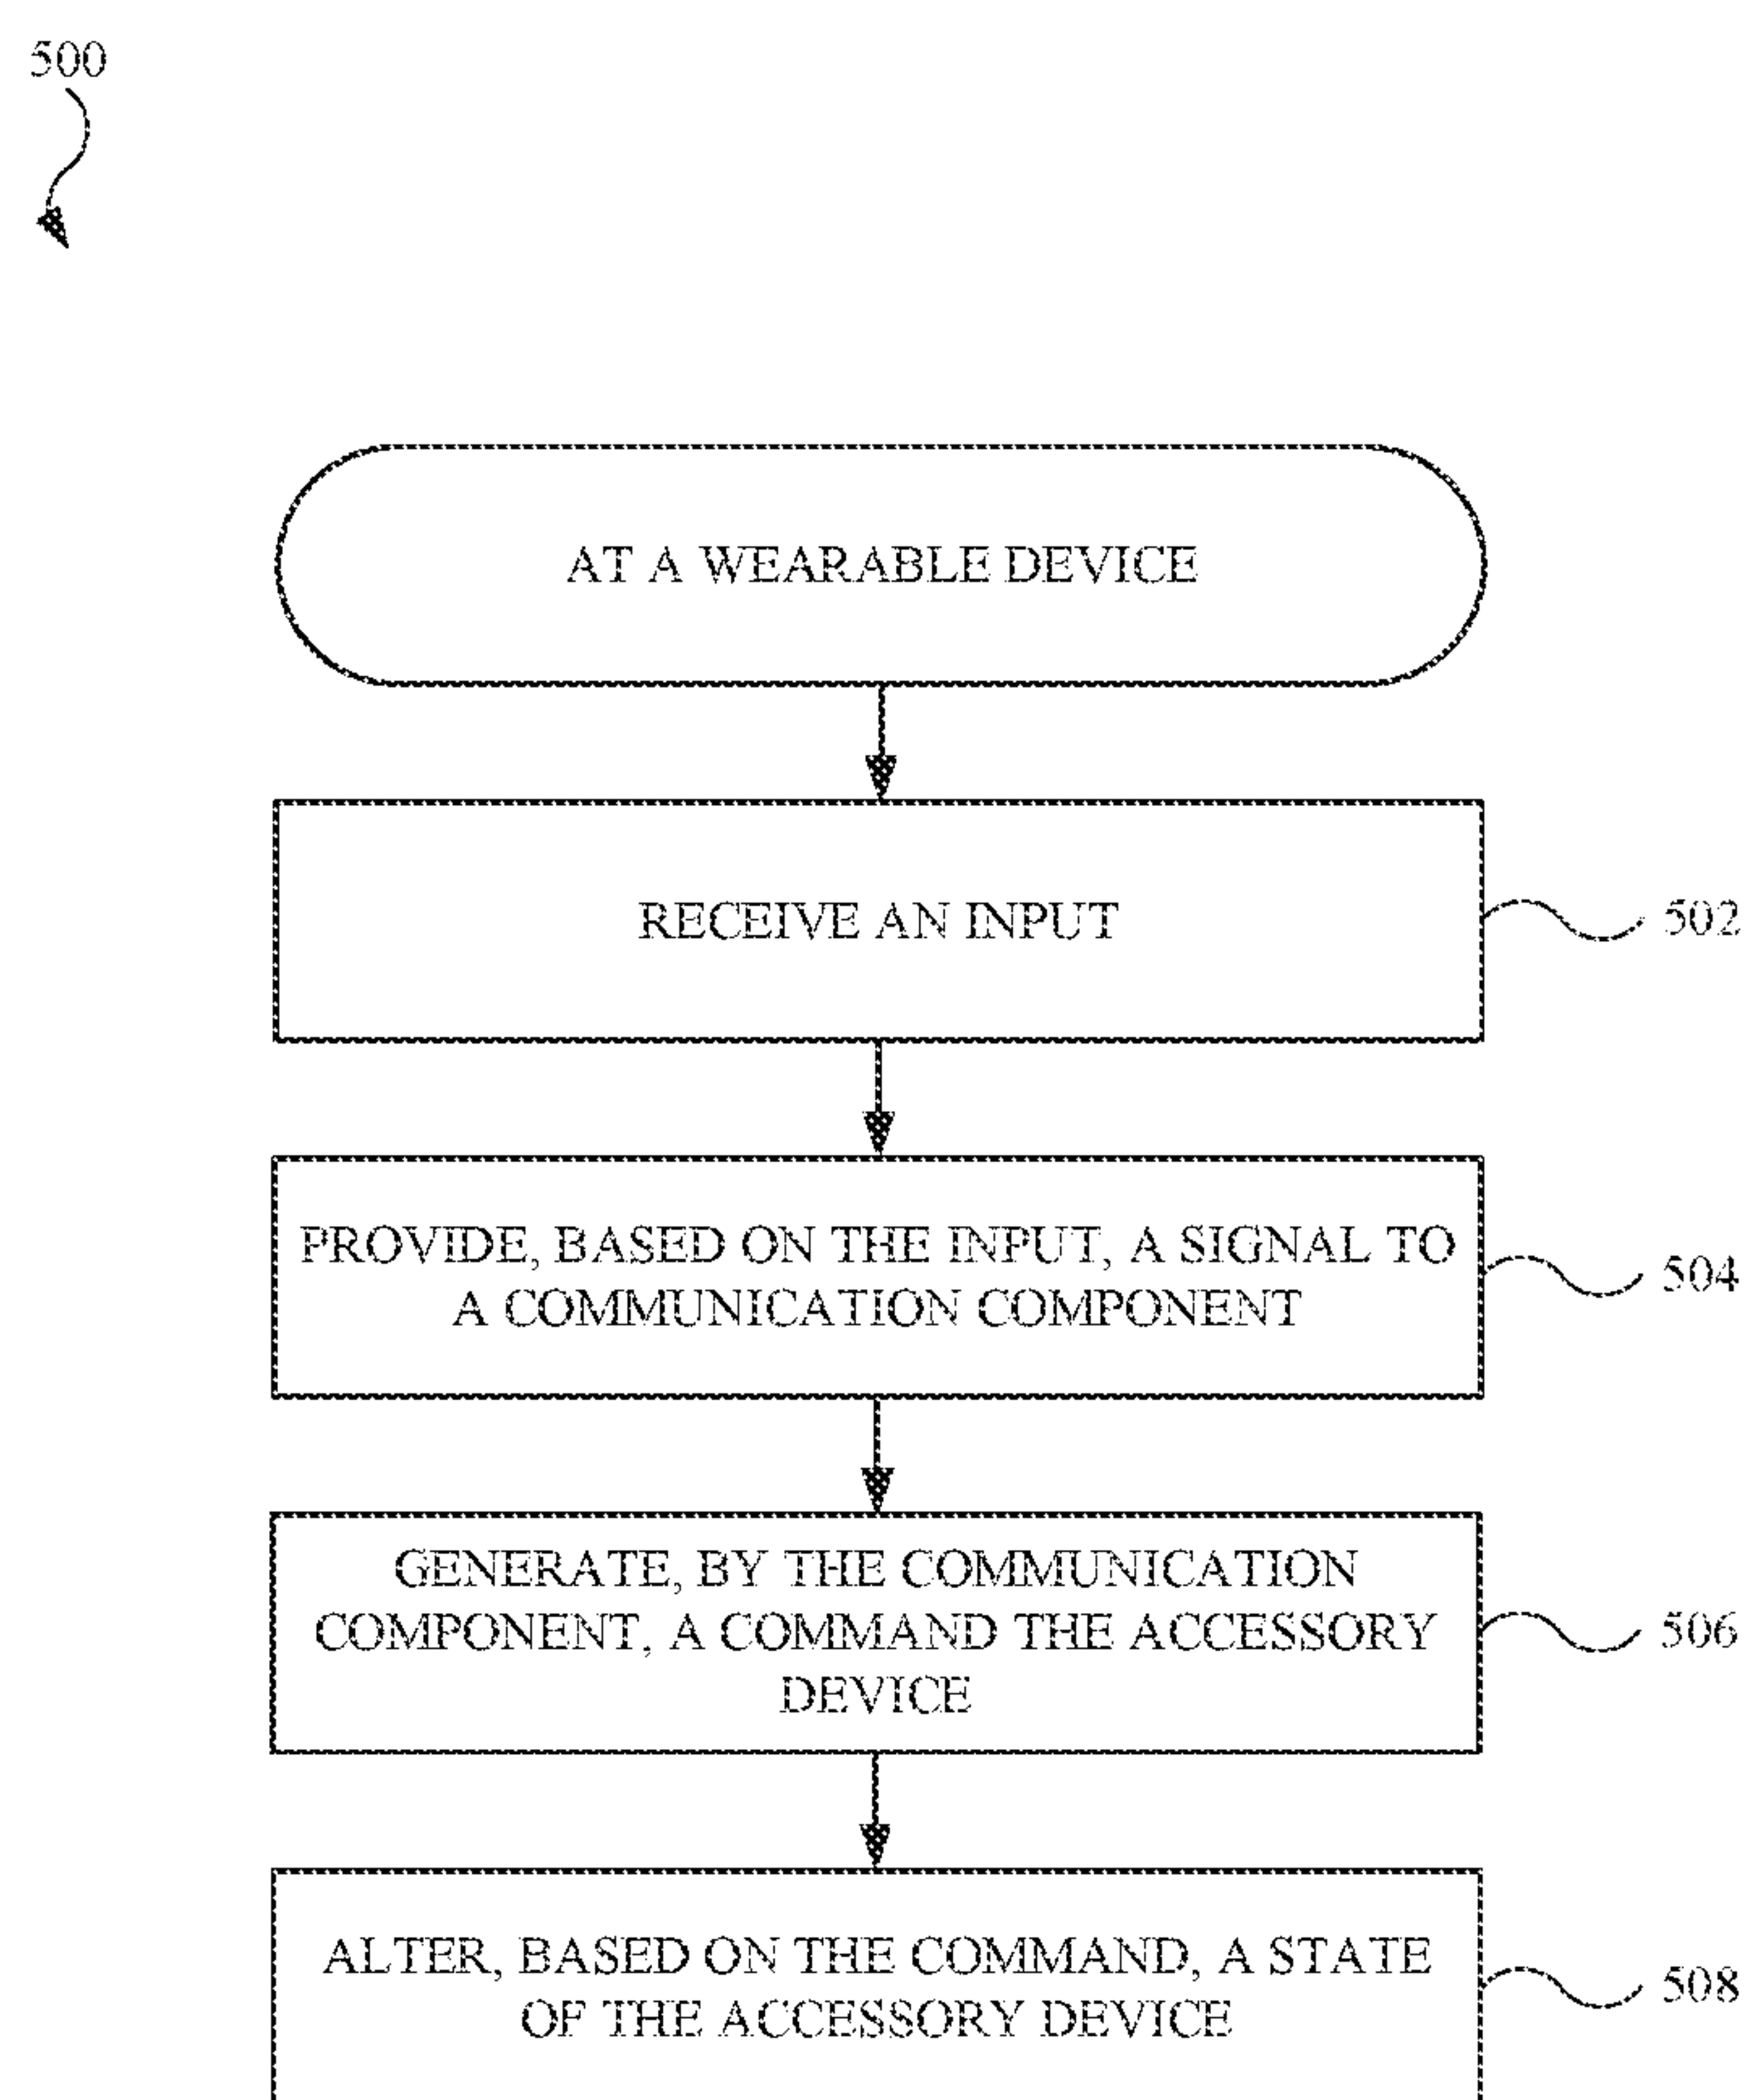 500
AT A WEARABLE DEVICE
RECEIVE AN INPUT
502
PROVIDE, BASED ON THE INPUT, A SIGNAL TO
A COMMUNICATION COMPONENT
504
GENERATE, BY THE COMMUNICATION
COMPONENT, A COMMAND THE ACCESSORY
DEVICE
506
ALTER, BASED ON THE COMMAND, A STATE
OF THE ACCESSORY DEVICE
508